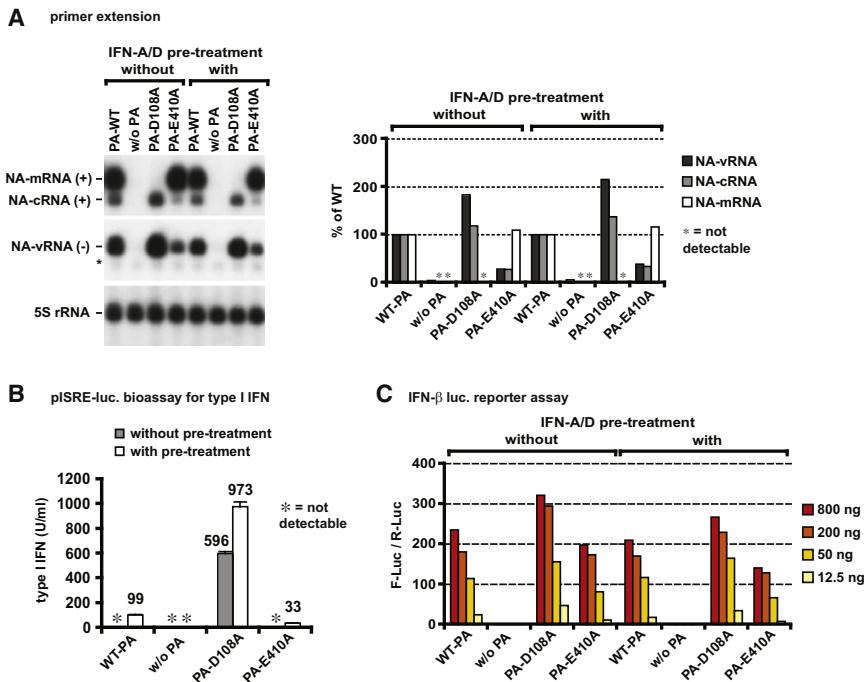 A primer extension
IFN-A/D pre-treatment
without with
PA-WT w/o PA PA-D108A PA-E410A PA-WT w/o PA PA-D108A PA-E410A
NA-mRNA (+)
NA-cRNA (+)
NA-vRNA (-)
*
5S rRNA
IFN-A/D pre-treatment
without with
% of WT
300
200
100
0
* * * * * *
WT-PA w/o PA PA-D108A PA-E410A WT-PA w/o PA PA-D108A PA-E410A
NA-vRNA
NA-cRNA
NA-mRNA
* = not
detectable
B pISRE-luc. bioassay for type I IFN
without pre-treatment
with pre-treatment
type I IFN (U/ml)
1200
1000
800
600
400
200
0
* 99 * * 596 973 * 33
* = not
detectable
WT-PA w/o PA PA-D108A PA-E410A
C IFN-β luc. reporter assay
IFN-A/D pre-treatment
without with
F-Luc / R-Luc
400
300
200
100
0
WT-PA w/o PA PA-D108A PA-E410A WT-PA w/o PA PA-D108A PA-E410A
800 ng
200 ng
50 ng
12.5 ng